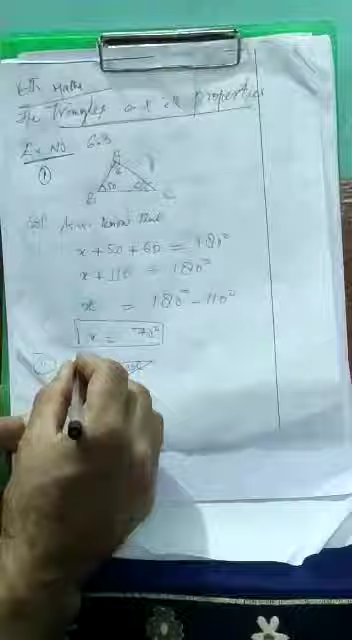 Maths
The Triangles and its Properties
Ex. No 6.3
①
A
x
B 50 60 C
Sol
x + 50 + 60 = 180°
x + 110 = 180°
x = 180° - 110°
x = 70°